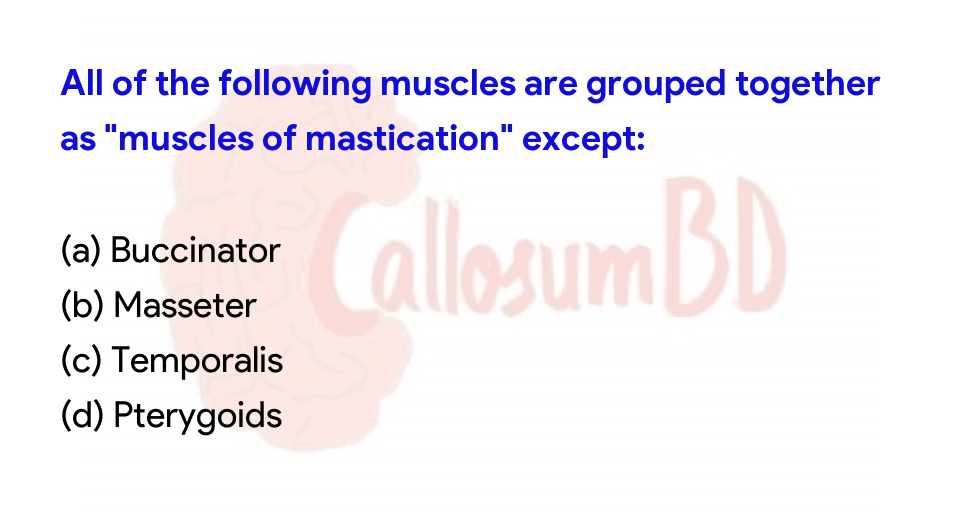 All of the following muscles are grouped together
as "muscles of mastication" except:
(a) Buccinator
(b) Masseter
(c) Temporalis
(d) Pterygoids
CallosumBD